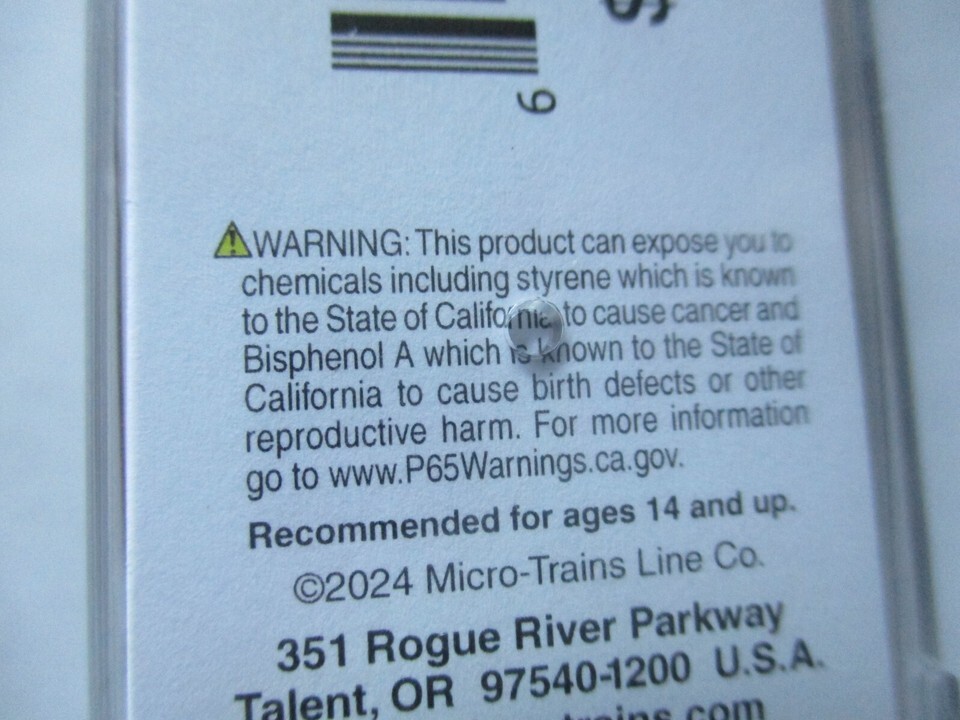 9
WARNING: This product can expose you to
chemicals including styrene which is known
to the State of California to cause cancer and
Bisphenol A which is known to the State of
California to cause birth defects or other
reproductive harm. For more information
go to www.P65Warnings.ca.gov.
Recommended for ages 14 and up.
©2024 Micro-Trains Line Co.
351 Rogue River Parkway
Talent, OR 97540-1200 U.S.A.